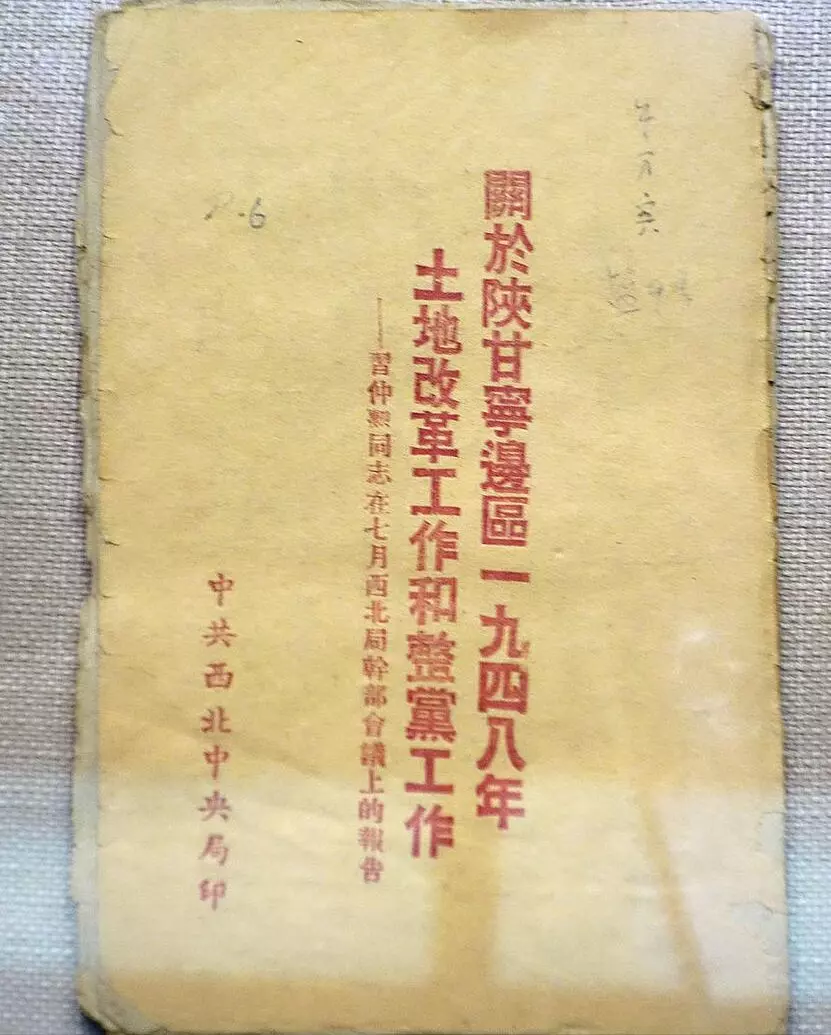 關於陝甘寧邊區一九四八年
土地改革工作和整黨工作
——習仲勲同志在七月西北局幹部會議上的報告
中共西北中央局印
P.6